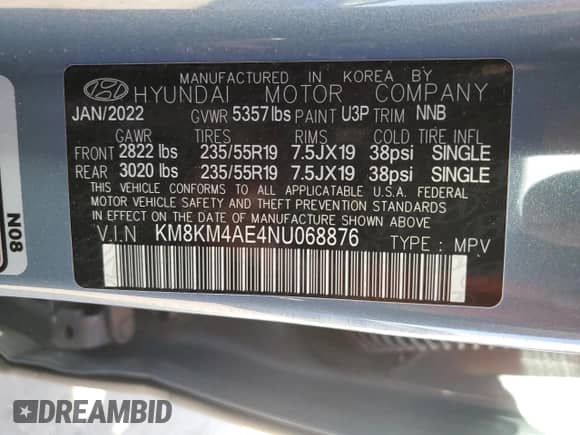 MANUFACTURED IN KOREA BY
HYUNDAI MOTOR COMPANY
JAN/2022 GVWR 5357 lbs PAINT U3P TRIM NNB
GAWR TIRES RIMS COLD TIRE INFL
FRONT 2822 lbs 235/55R19 7.5JX19 38psi SINGLE
REAR 3020 lbs 235/55R19 7.5JX19 38psi SINGLE
THIS VEHICLE CONFORMS TO ALL APPLICATABLE U.S.A. FEDERAL
MOTOR VEHICLE SAFETY AND THEFT PREVENTION STANDARDS
IN EFFECT ON THE DATE OF MANUFACTURE SHOWN ABOVE.
V.I.N KM8KM4AE4NU068876 TYPE : MPV
N08
DREAMBID